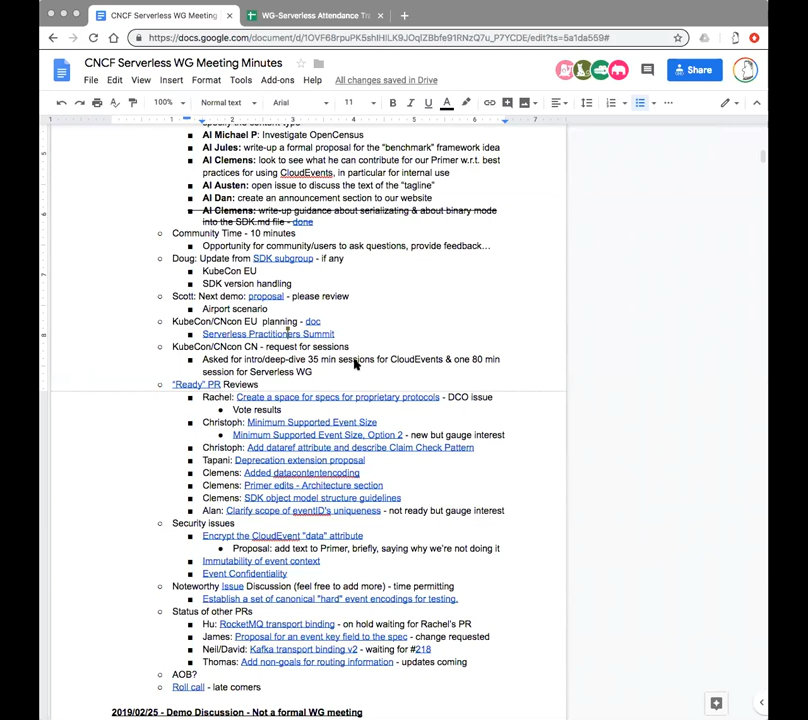 CNCF Serverless WG Meeting
WG-Serverless Attendance Tra
https://docs.google.com/document/d/1OVF68rpuPK5shIHILK9JOqlZBbfe91RNzQ7u_P7YCDE/edit?ts=5a1da559#
CNCF Serverless WG Meeting Minutes
File Edit View Insert Format Tools Add-ons Help All changes saved in Drive
Share
100% Normal text Arial 11
1 1 2 3 4 5 6 7
specify the content type
AI Michael P: Investigate OpenCensus
AI Jules: write-up a formal proposal for the "benchmark" framework idea
AI Clemens: look to see what he can contribute for our Primer w.r.t. best
practices for using CloudEvents, in particular for internal use
AI Austen: open issue to discuss the text of the "tagline"
AI Dan: create an announcement section to our website
AI Clemens: write-up guidance about serializating & about binary mode
into the SDK.md file - done
Community Time - 10 minutes
Opportunity for community/users to ask questions, provide feedback…
Doug: Update from SDK subgroup - if any
KubeCon EU
SDK version handling
Scott: Next demo: proposal - please review
Airport scenario
KubeCon/CNcon EU planning - doc
Serverless Practitioners Summit
KubeCon/CNcon CN - request for sessions
Asked for intro/deep-dive 35 min sessions for CloudEvents & one 80 min
session for Serverless WG
"Ready" PR Reviews
Rachel: Create a space for specs for proprietary protocols - DCO issue
Vote results
Christoph: Minimum Supported Event Size
Minimum Supported Event Size, Option 2 - new but gauge interest
Christoph: Add dataref attribute and describe Claim Check Pattern
Tapani: Deprecation extension proposal
Clemens: Added datacontentencoding
Clemens: Primer edits - Architecture section
Clemens: SDK object model structure guidelines
Alan: Clarify scope of eventID's uniqueness - not ready but gauge interest
Security issues
Encrypt the CloudEvent "data" attribute
Proposal: add text to Primer, briefly, saying why we're not doing it
Immutability of event context
Event Confidentiality
Noteworthy Issue Discussion (feel free to add more) - time permitting
Establish a set of canonical "hard" event encodings for testing.
Status of other PRs
Hu: RocketMQ transport binding - on hold waiting for Rachel's PR
James: Proposal for an event key field to the spec - change requested
Neil/David: Kafka transport binding v2 - waiting for #218
Thomas: Add non-goals for routing information - updates coming
AOB?
Roll call - late comers
2019/02/25 - Demo Discussion - Not a formal WG meeting